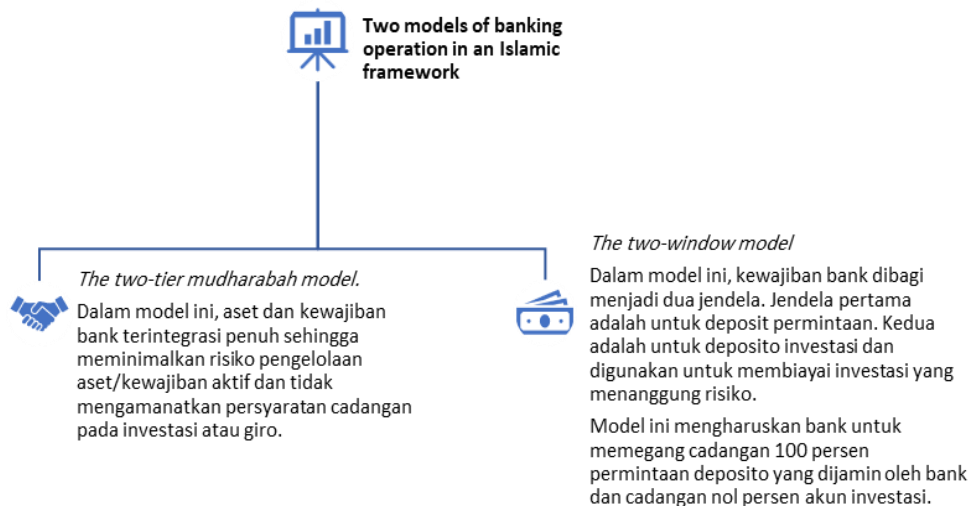 Two models of banking
operation in an Islamic
framework
The two-tier mudharabah model.
Dalam model ini, aset dan kewajiban
bank terintegrasi penuh sehingga
meminimalkan risiko pengelolaan
aset/kewajiban aktif dan tidak
mengamanatkan persyaratan cadangan
pada investasi atau giro.
The two-window model
Dalam model ini, kewajiban bank dibagi
menjadi dua jendela. Jendela pertama
adalah untuk deposit permintaan. Kedua
adalah untuk deposito investasi dan
digunakan untuk membiayai investasi yang
menanggung risiko.
Model ini mengharuskan bank untuk
memegang cadangan 100 persen
permintaan deposito yang dijamin oleh bank
dan cadangan nol persen akun investasi.